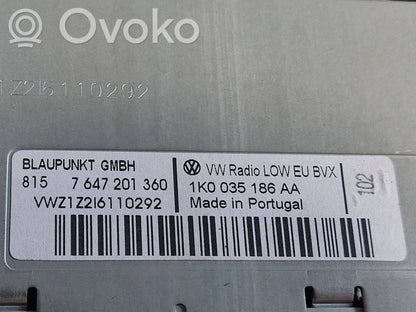 Ovoko
VWZ1Z2I6110292
BLAUPUNKT GMBH
815 7 647 201 360
VWZ1Z2I6110292
VW Radio LOW EU BVX
1K0 035 186 AA
Made in Portugal
102